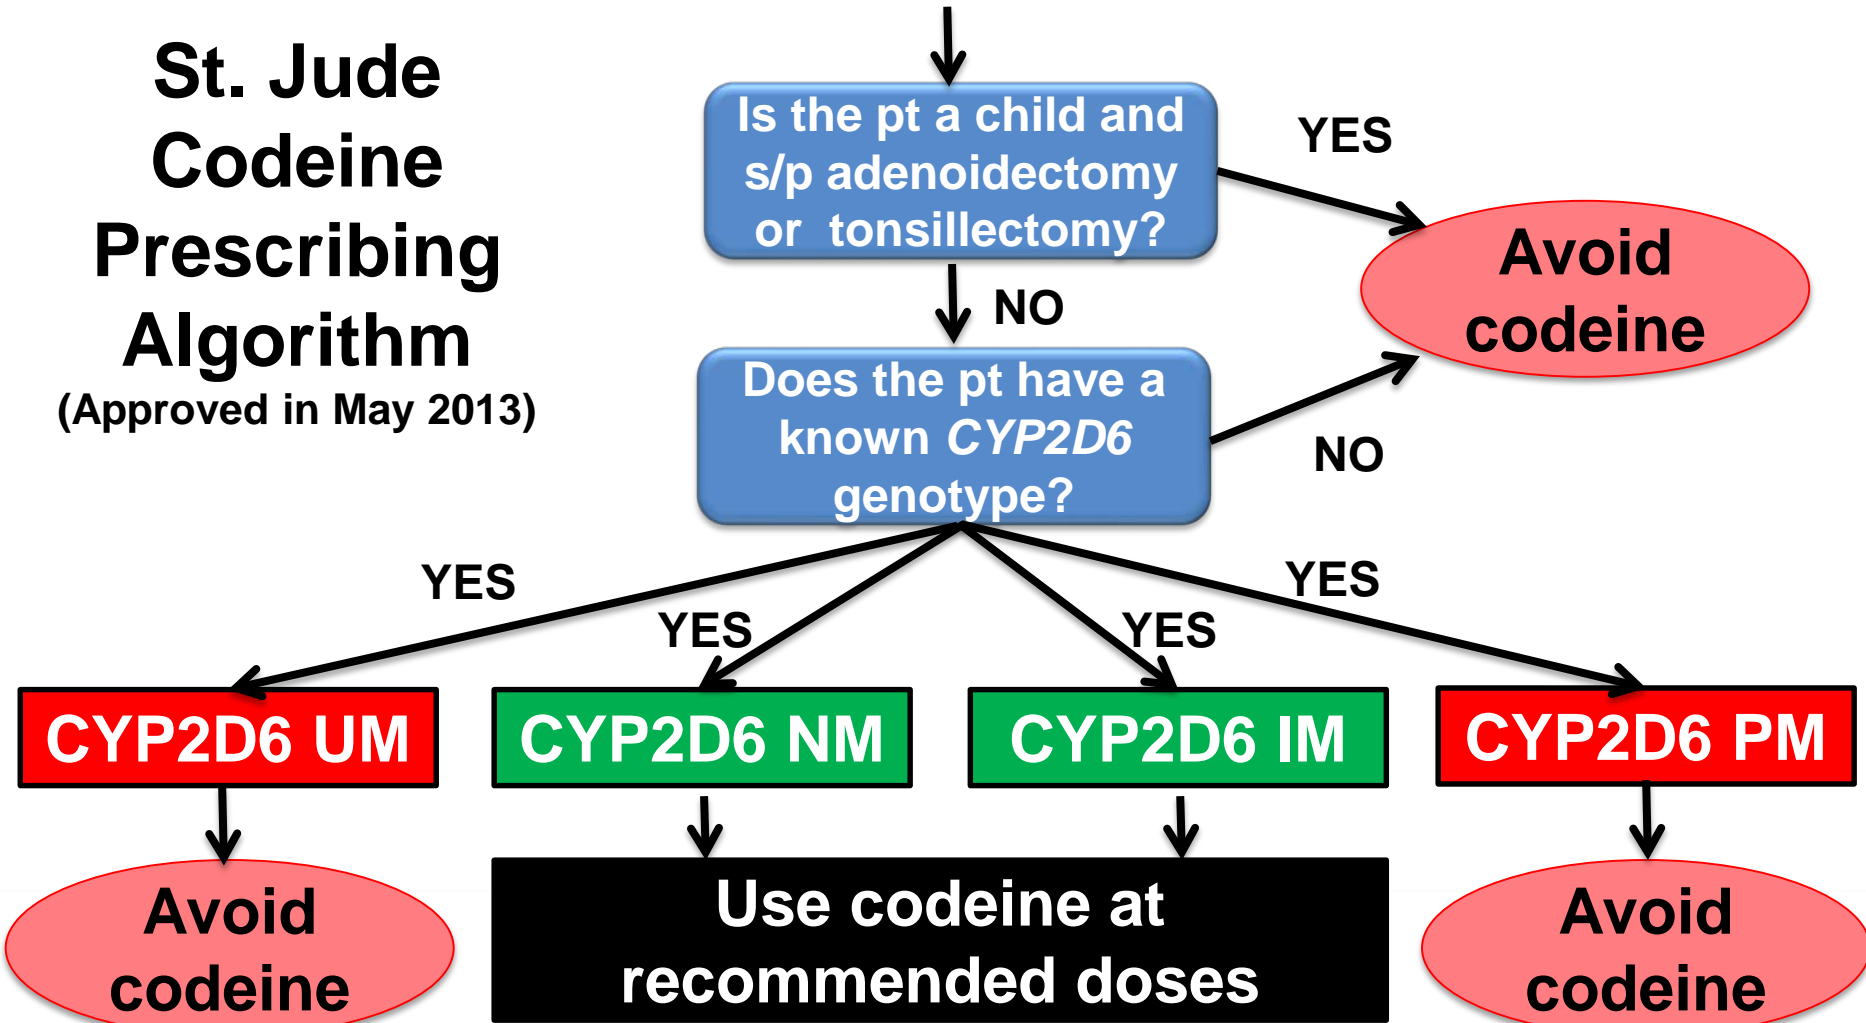 St. Jude
Codeine
Prescribing
Algorithm
(Approved in May 2013)
Is the pt a child and
s/p adenoidectomy
or tonsillectomy?
YES
Avoid
codeine
NO
Does the pt have a
known CYP2D6
genotype?
NO
YES
YES
YES
YES
CYP2D6 UM
CYP2D6 NM
CYP2D6 IM
CYP2D6 PM
Avoid
codeine
Use codeine at
recommended doses
Avoid
codeine